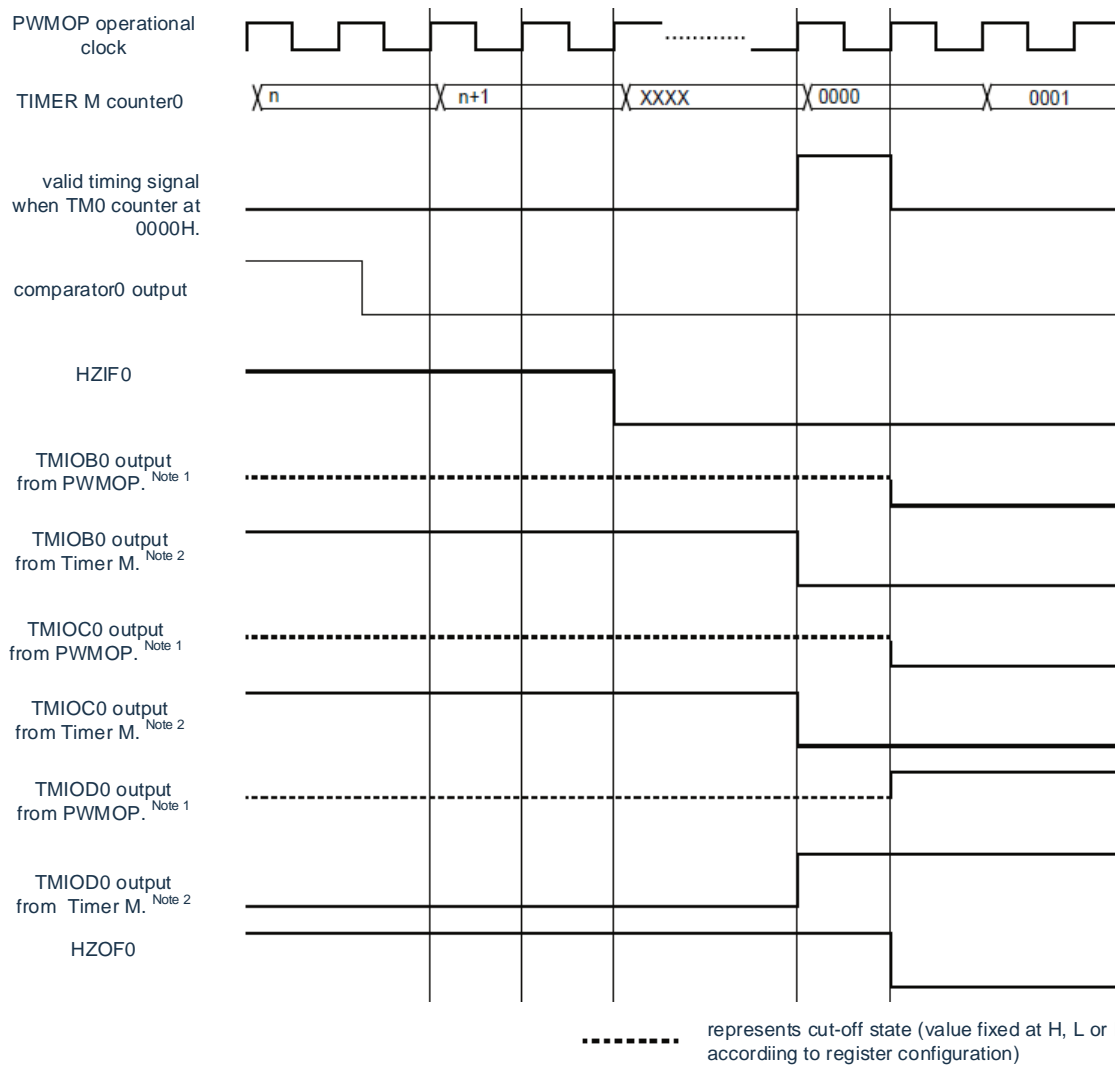 PWMOP operational
clock
TIMER M counter0
n
n+1
XXXX
0000
0001
valid timing signal
when TM0 counter at
0000H.
comparator0 output
HZIF0
TMIOB0 output
from PWMOP. Note 1
TMIOB0 output
from Timer M. Note 2
TMIOC0 output
from PWMOP. Note 1
TMIOC0 output
from Timer M. Note 2
TMIOD0 output
from PWMOP. Note 1
TMIOD0 output
from Timer M. Note 2
HZOF0
represents cut-off state (value fixed at H, L or
accordiing to register configuration)